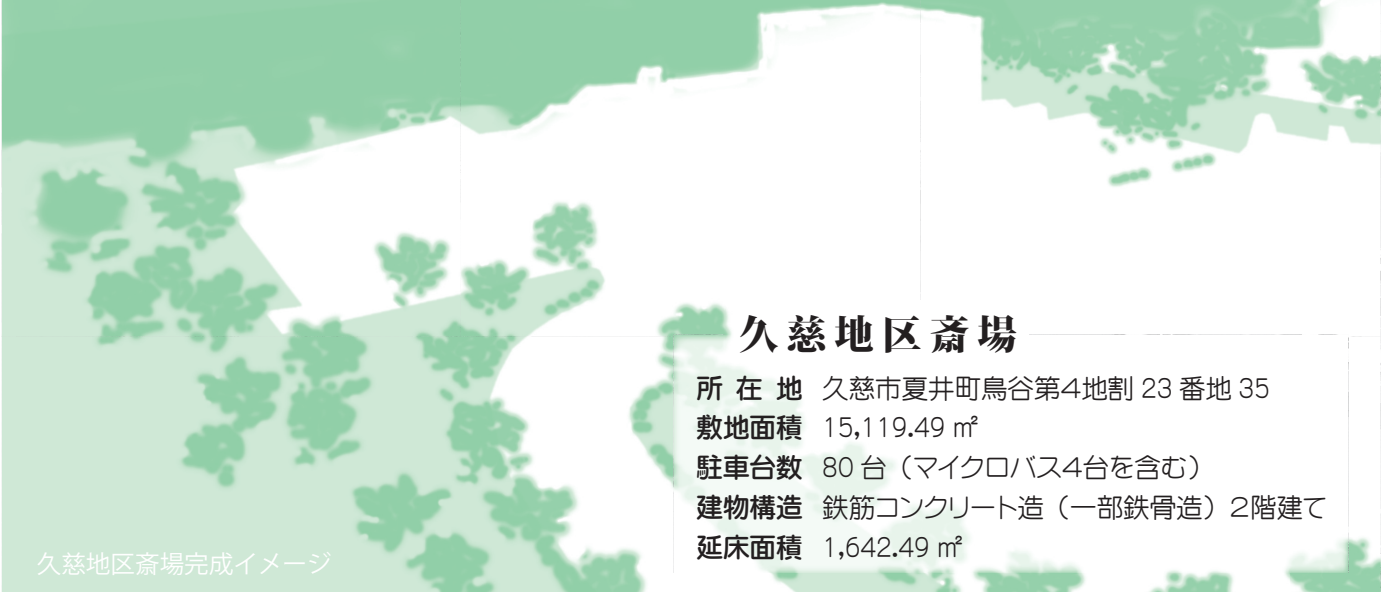 久慈地区斎場
所在地 久慈市夏井町鳥谷第4地割 23 番地 35
敷地面積 15,119.49 ㎡
駐車台数 80 台（マイクロバス4台を含む）
建物構造 鉄筋コンクリート造（一部鉄骨造）2階建て
延床面積 1,642.49 ㎡
久慈地区斎場完成イメージ